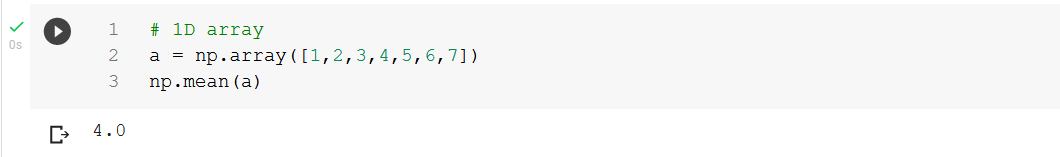 1 # 1D array
0s
2 a = np.array([1,2,3,4,5,6,7])
3 np.mean(a)
4.0